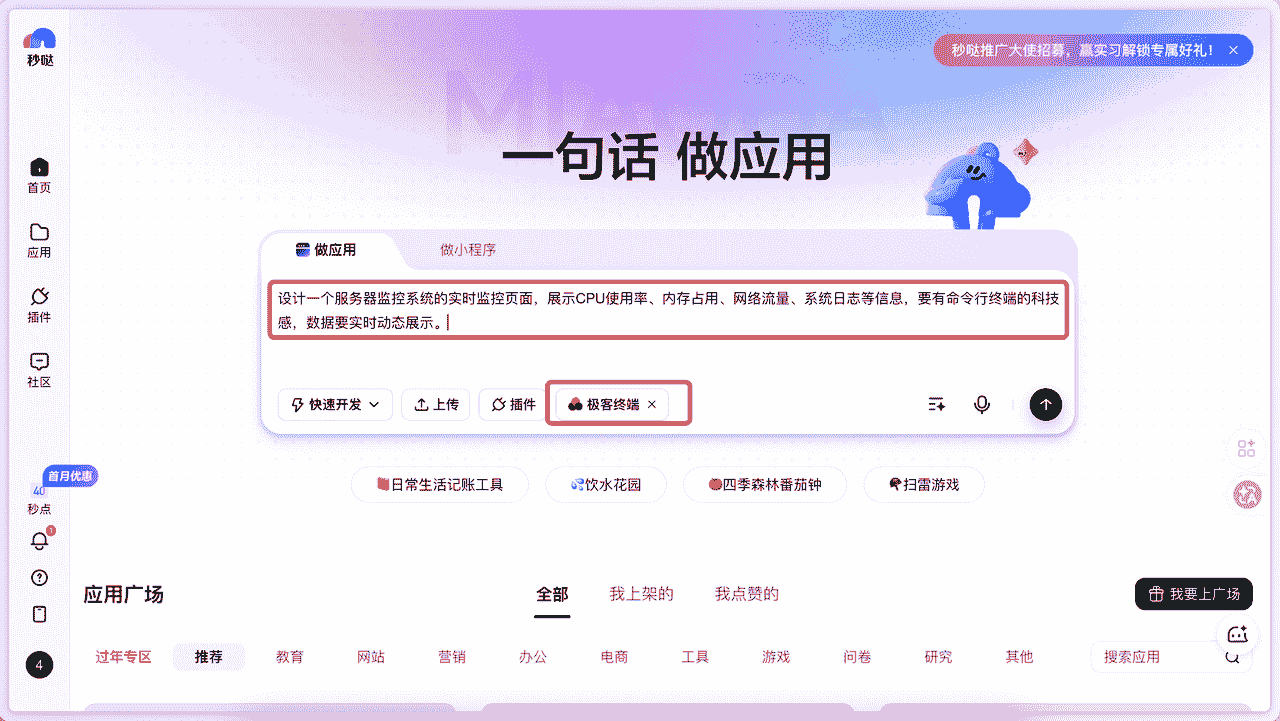 秒哒
秒哒推广大使招募，赢实习解锁专属好礼！
首页
应用
插件
社区
首月优惠
40
秒点
1
4
一句话 做应用
做应用
做小程序
设计一个服务器监控系统的实时监控页面，展示CPU使用率、内存占用、网络流量、系统日志等信息，要有命令行终端的科技
感，数据要实时动态展示。
快速开发
上传
插件
极客终端
日常生活记账工具
饮水花园
四季森林番茄钟
扫雷游戏
应用广场
全部
我上架的
我点赞的
我要上广场
过年专区
推荐
教育
网站
营销
办公
电商
工具
游戏
问卷
研究
其他
搜索应用